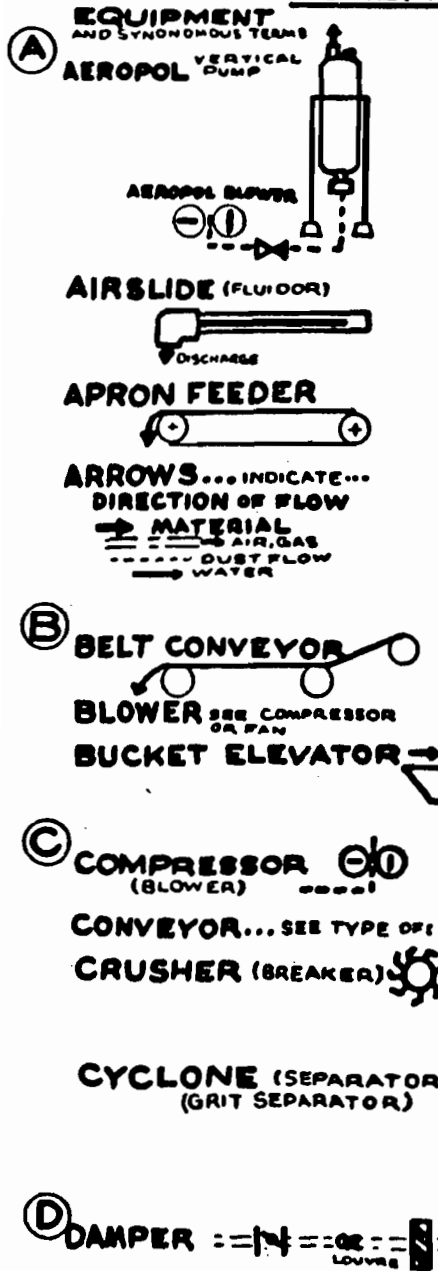 EQUIPMENT
AND SYNONOMOUS TERMS
A
AEROPOL VERTICAL PUMP
AEROPOL BLOWER
AIRSLIDE (FLUIDOR)
DISCHARGE
APRON FEEDER
ARROWS...INDICATE...
DIRECTION OF FLOW
MATERIAL
AIR, GAS
DUST FLOW
WATER
B
BELT CONVEYOR
BLOWER SEE COMPRESSOR
OR FAN
BUCKET ELEVATOR
C
COMPRESSOR
(BLOWER)
CONVEYOR... SEE TYPE OF:
CRUSHER (BREAKER)
CYCLONE (SEPARATOR
(GRIT SEPARATOR)
D
DAMPER OR
LOUVRE